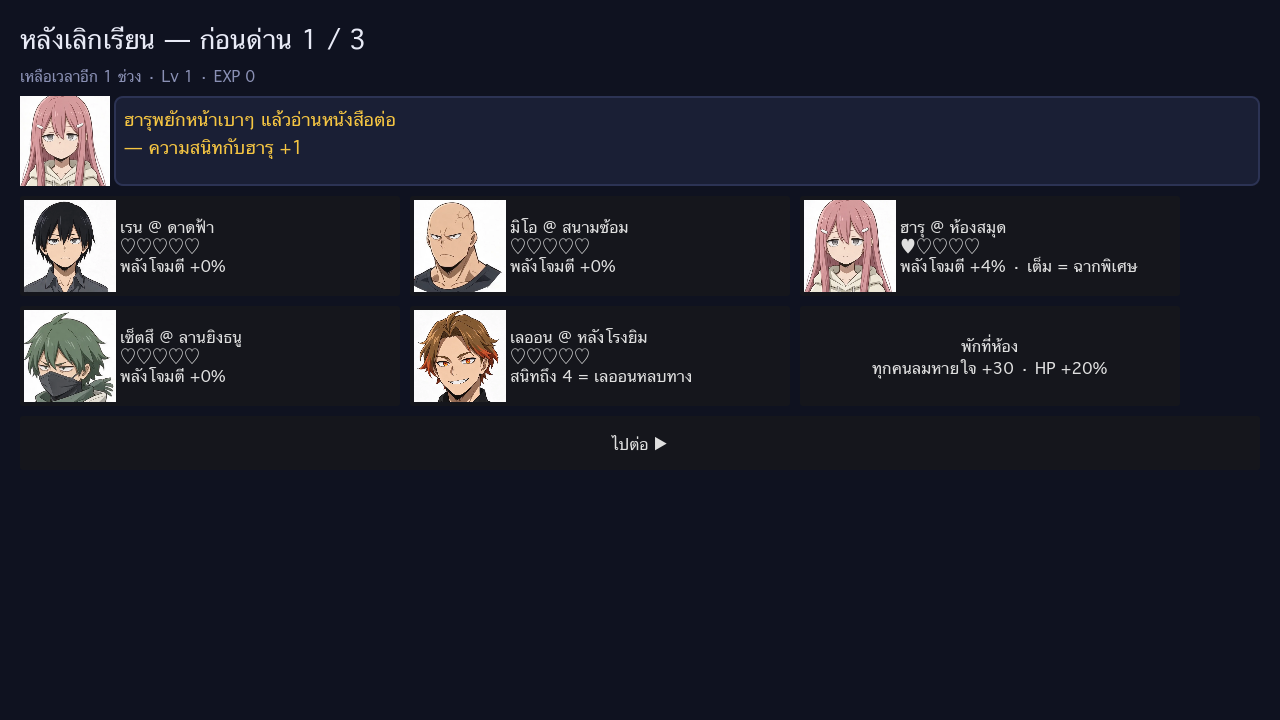 หลังเลิกเรียน — ก่อนด่าน 1 / 3
เหลือเวลาอีก 1 ช่วง · Lv 1 · EXP 0
ฮารุพยักหน้าเบาๆ แล้วอ่านหนังสือต่อ
— ความสนิทกับฮารุ +1
เรน @ ดาดฟ้า
♡♡♡♡♡
พลังโจมตี +0%
มิโอ @ สนามซ้อม
♡♡♡♡♡
พลังโจมตี +0%
ฮารุ @ ห้องสมุด
♥♡♡♡♡
พลังโจมตี +4% · เต็ม = ฉากพิเศษ
เซ็ตสึ @ ลานยิงธนู
♡♡♡♡♡
พลังโจมตี +0%
เลออน @ หลังโรงยิม
♡♡♡♡♡
สนิทถึง 4 = เลออนหลบทาง
พักที่ห้อง
ทุกคนลมหายใจ +30 · HP +20%
ไปต่อ ▶